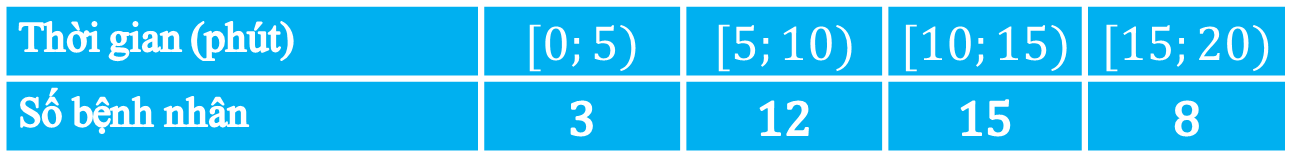 Thời gian (phút) [0; 5) [5; 10) [10; 15) [15; 20)
Số bệnh nhân 3 12 15 8